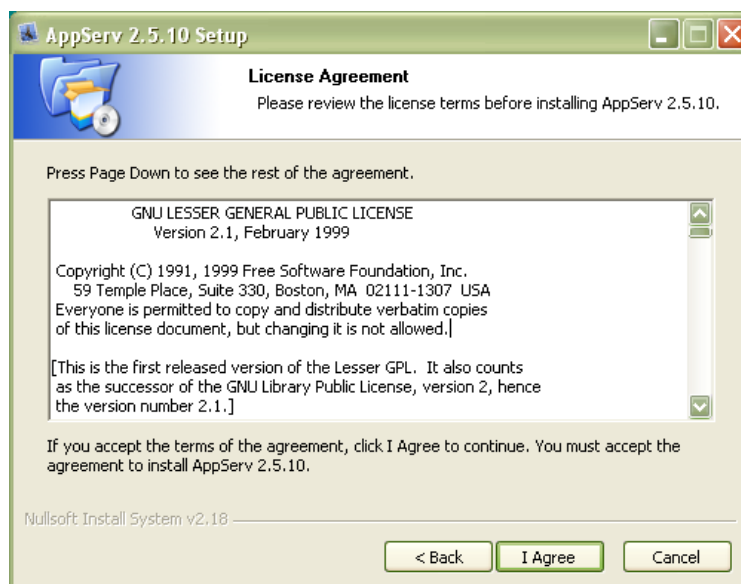 AppServ 2.5.10 Setup
License Agreement
Please review the license terms before installing AppServ 2.5.10.
Press Page Down to see the rest of the agreement.
GNU LESSER GENERAL PUBLIC LICENSE
Version 2.1, February 1999
Copyright (C) 1991, 1999 Free Software Foundation, Inc.
59 Temple Place, Suite 330, Boston, MA  02111-1307  USA
Everyone is permitted to copy and distribute verbatim copies
of this license document, but changing it is not allowed.
[This is the first released version of the Lesser GPL.  It also counts
as the successor of the GNU Library Public License, version 2, hence
the version number 2.1.]
If you accept the terms of the agreement, click I Agree to continue. You must accept the
agreement to install AppServ 2.5.10.
Nullsoft Install System v2.18
< Back
I Agree
Cancel